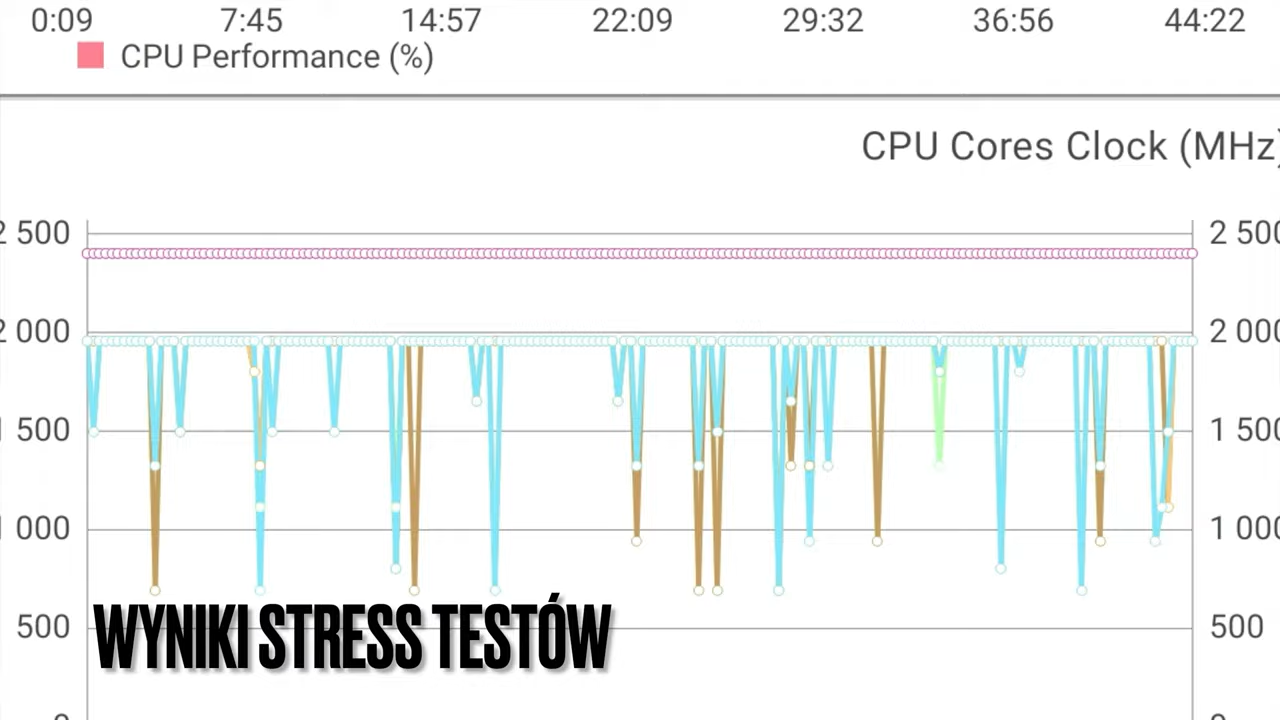 0:09 7:45 14:57 22:09 29:32 36:56 44:22
CPU Performance (%)
CPU Cores Clock (MHz)
2 500 2 500
2 000 2 000
1 500 1 500
1 000 1 000
500 500
WYNIKI STRESS TESTÓW
0 0